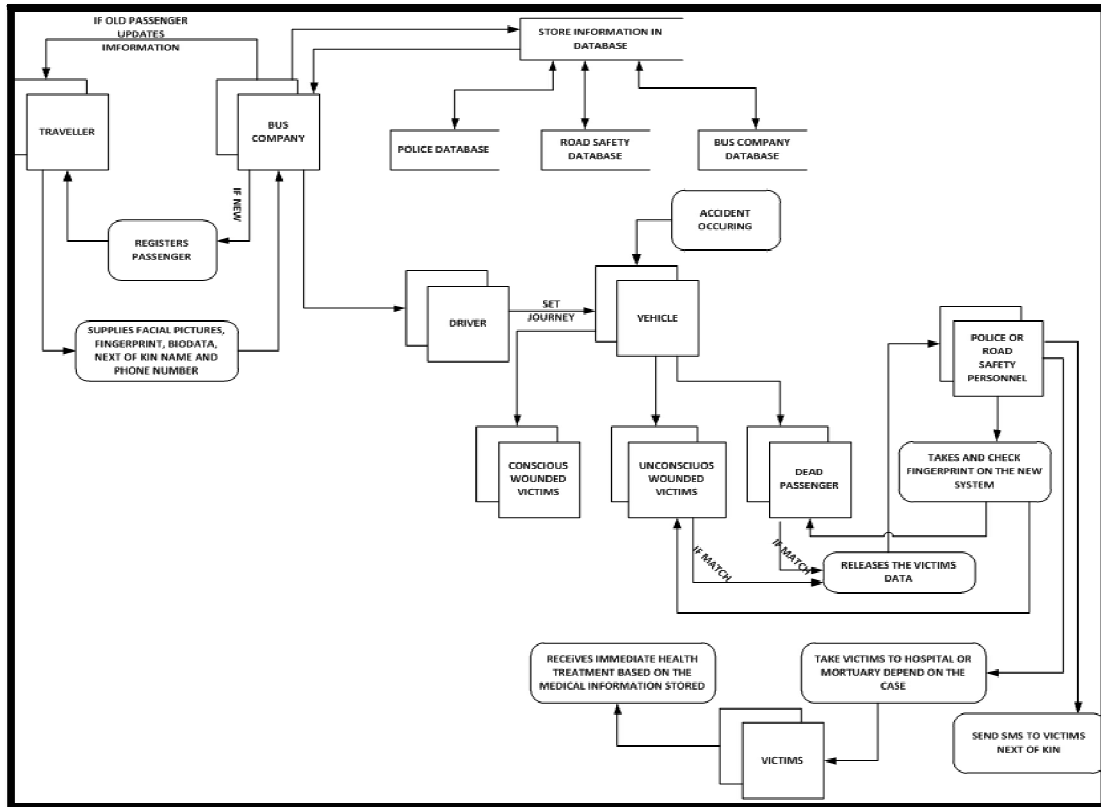 IF OLD PASSENGER
UPDATES
IMFORMATION
STORE INFORMATION IN
DATABASE
TRAVELLER
BUS
COMPANY
POLICE DATABASE
ROAD SAFETY
DATABASE
BUS COMPANY
DATABASE
IF NEW
REGISTERS
PASSENGER
ACCIDENT
OCCURING
SET
JOURNEY
DRIVER
VEHICLE
SUPPLIES FACIAL PICTURES,
FINGERPRINT, BIODATA,
NEXT OF KIN NAME AND
PHONE NUMBER
POLICE OR
ROAD
SAFETY
PERSONNEL
CONSCIOUS
WOUNDED
VICTIMS
UNCONSCIUOS
WOUNDED
VICTIMS
DEAD
PASSENGER
TAKES AND CHECK
FINGERPRINT ON THE NEW
SYSTEM
IF MATCH
IF MATCH
RELEASES THE VICTIMS
DATA
RECEiVES IMMEDIATE HEALTH
TREATMENT BASED ON THE
MEDICAL INFORMATION STORED
TAKE VICTIMS TO HOSPITAL OR
MORTUARY DEPEND ON THE
CASE
SEND SMS TO VICTIMS
NEXT OF KIN
VICTIMS